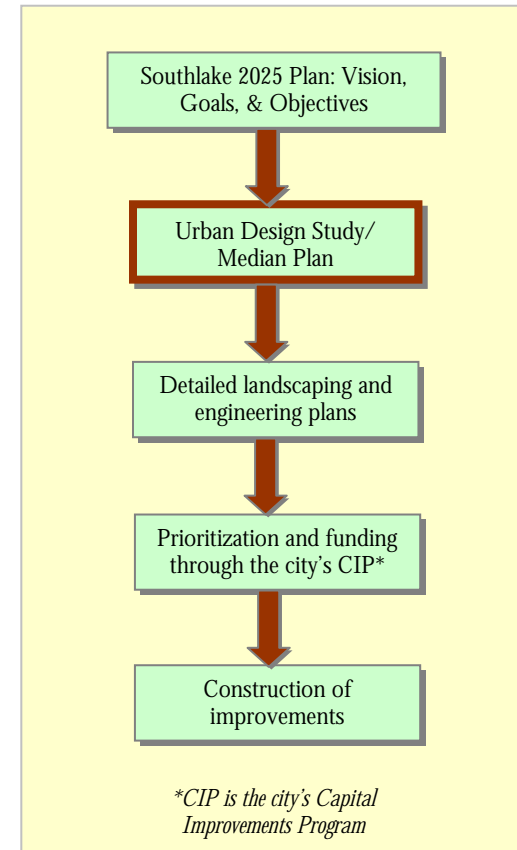 Southlake 2025 Plan: Vision,
Goals, & Objectives
Urban Design Study/
Median Plan
Detailed landscaping and
engineering plans
Prioritization and funding
through the city's CIP*
Construction of
improvements
*CIP is the city's Capital
Improvements Program